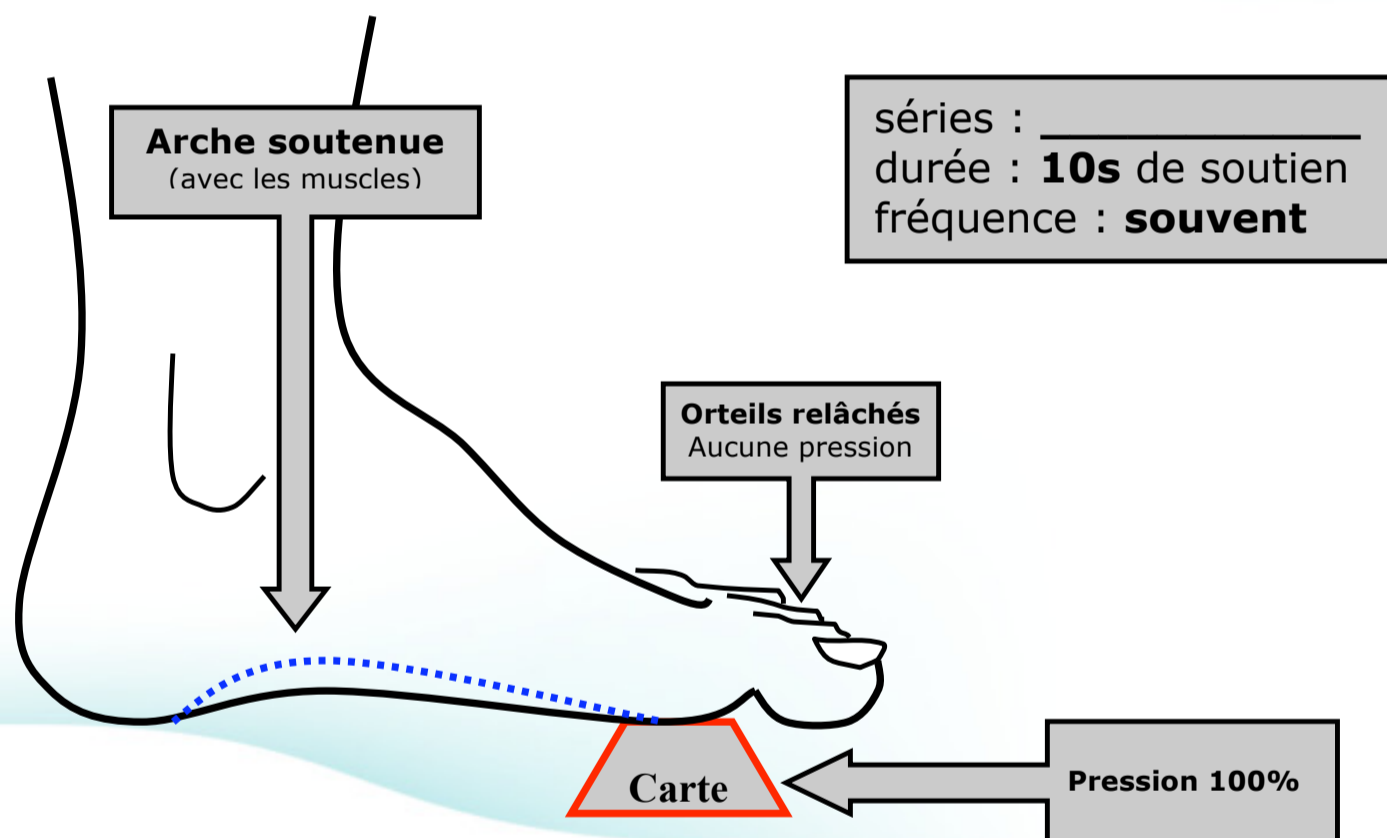 Arche soutenue
(avec les muscles)
séries : _______________
durée : 10s de soutien
fréquence : souvent
Orteils relâchés
Aucune pression
Carte
Pression 100%